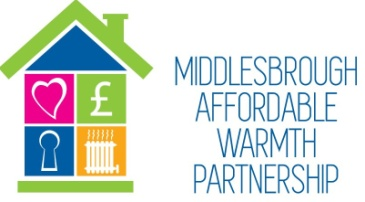 £
MIDDLESBROUGH
AFFORDABLE
WARMTH
PARTNERSHIP